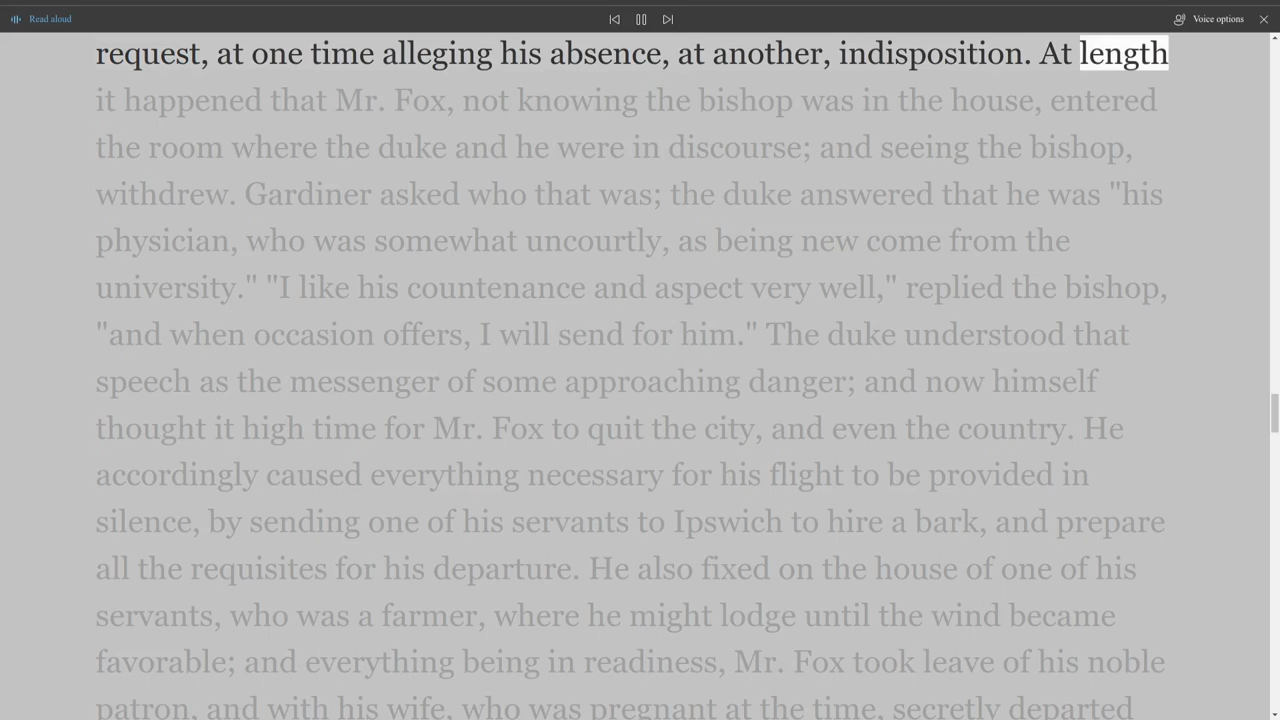 Read aloud
Voice options
request, at one time alleging his absence, at another, indisposition. At length
it happened that Mr. Fox, not knowing the bishop was in the house, entered
the room where the duke and he were in discourse; and seeing the bishop,
withdrew. Gardiner asked who that was; the duke answered that he was "his
physician, who was somewhat uncourtly, as being new come from the
university." "I like his countenance and aspect very well," replied the bishop,
"and when occasion offers, I will send for him." The duke understood that
speech as the messenger of some approaching danger; and now himself
thought it high time for Mr. Fox to quit the city, and even the country. He
accordingly caused everything necessary for his flight to be provided in
silence, by sending one of his servants to Ipswich to hire a bark, and prepare
all the requisites for his departure. He also fixed on the house of one of his
servants, who was a farmer, where he might lodge until the wind became
favorable; and everything being in readiness, Mr. Fox took leave of his noble
patron, and with his wife, who was pregnant at the time, secretly departed